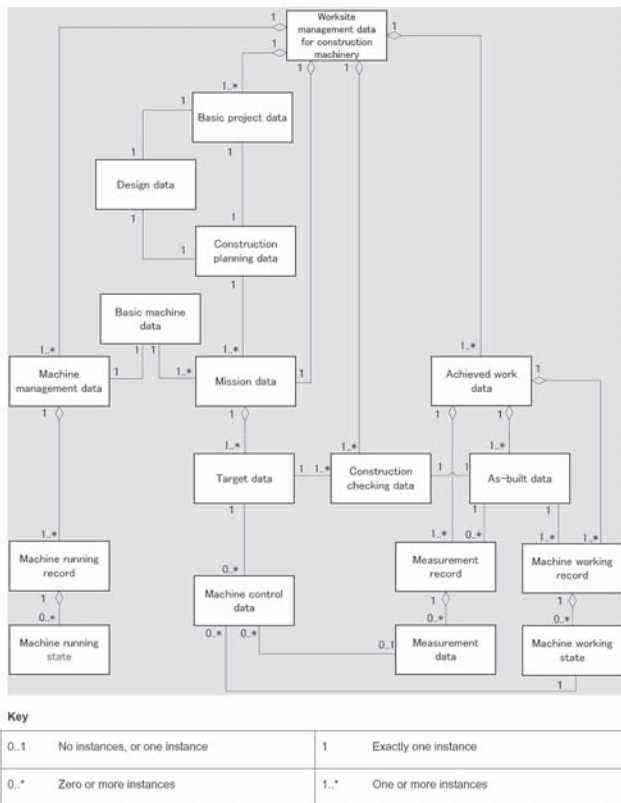 Worksite
management data
for construction
machinery
1
1
1
1
1
1..*
Basic project data
1
1
1
Design data
1
1
1
Construction
planning data
1
Basic machine
data
1
1
1..*
1..*
1..*
1..*
Machine
management data
1
Mission data
1
Achieved work
data
1
1
1
1
1
1..*
1..*
1..*
Target data
1
1..*
Construction
checking data
1
1
As-built data
1
1
1
1..*
0..*
1..*
0..*
1..*
1..*
Machine running
record
Measurement
record
Machine working
record
Machine control
data
1
1
1
0..*
0..*
0..*
Machine running
state
0..*
0..*
0..1
Measurement
data
Machine working
state
1
Key
0..1 No instances, or one instance 1 Exactly one instance
0..* Zero or more instances 1..* One or more instances